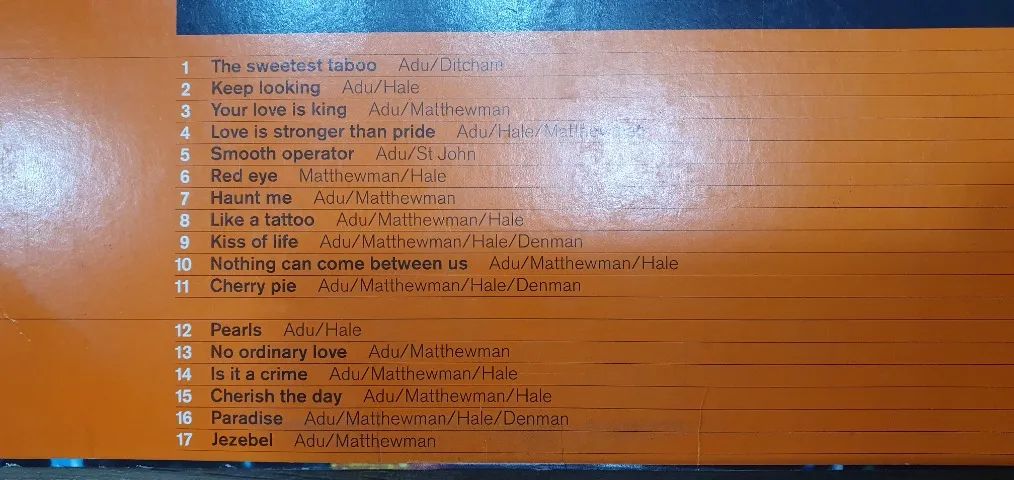 1 The sweetest taboo Adu/Ditcham
2 Keep looking Adu/Hale
3 Your love is king Adu/Matthewman
4 Love is stronger than pride Adu/Hale/Matthewman
5 Smooth operator Adu/St John
6 Red eye Matthewman/Hale
7 Haunt me Adu/Matthewman
8 Like a tattoo Adu/Matthewman/Hale
9 Kiss of life Adu/Matthewman/Hale/Denman
10 Nothing can come between us Adu/Matthewman/Hale
11 Cherry pie Adu/Matthewman/Hale/Denman
12 Pearls Adu/Hale
13 No ordinary love Adu/Matthewman
14 Is it a crime Adu/Matthewman/Hale
15 Cherish the day Adu/Matthewman/Hale
16 Paradise Adu/Matthewman/Hale/Denman
17 Jezebel Adu/Matthewman